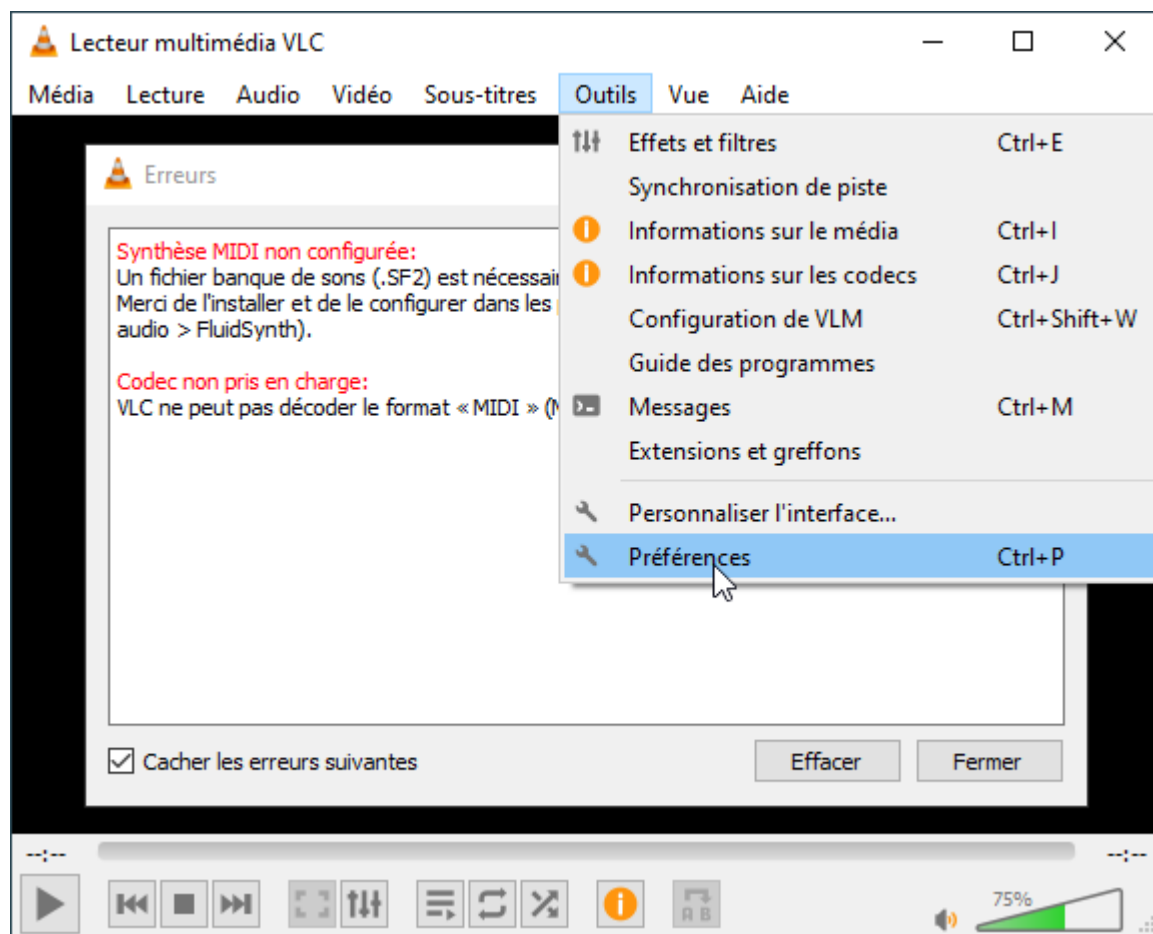 Lecteur multimédia VLC
Média Lecture Audio Vidéo Sous-titres Outils Vue Aide
Effets et filtres Ctrl+E
Synchronisation de piste
Informations sur le média Ctrl+I
Informations sur les codecs Ctrl+J
Configuration de VLM Ctrl+Shift+W
Guide des programmes
Messages Ctrl+M
Extensions et greffons
Personnaliser l'interface...
Préférences Ctrl+P
Erreurs
Synthèse MIDI non configurée:
Un fichier banque de sons (.SF2) est
Merci de l'installer et de le configurer dans les
audio > FluidSynth).
Codec non pris en charge:
VLC ne peut pas décoder le format « MIDI »
Cacher les erreurs suivantes
Effacer Fermer
--:-- --:--
A B
75%